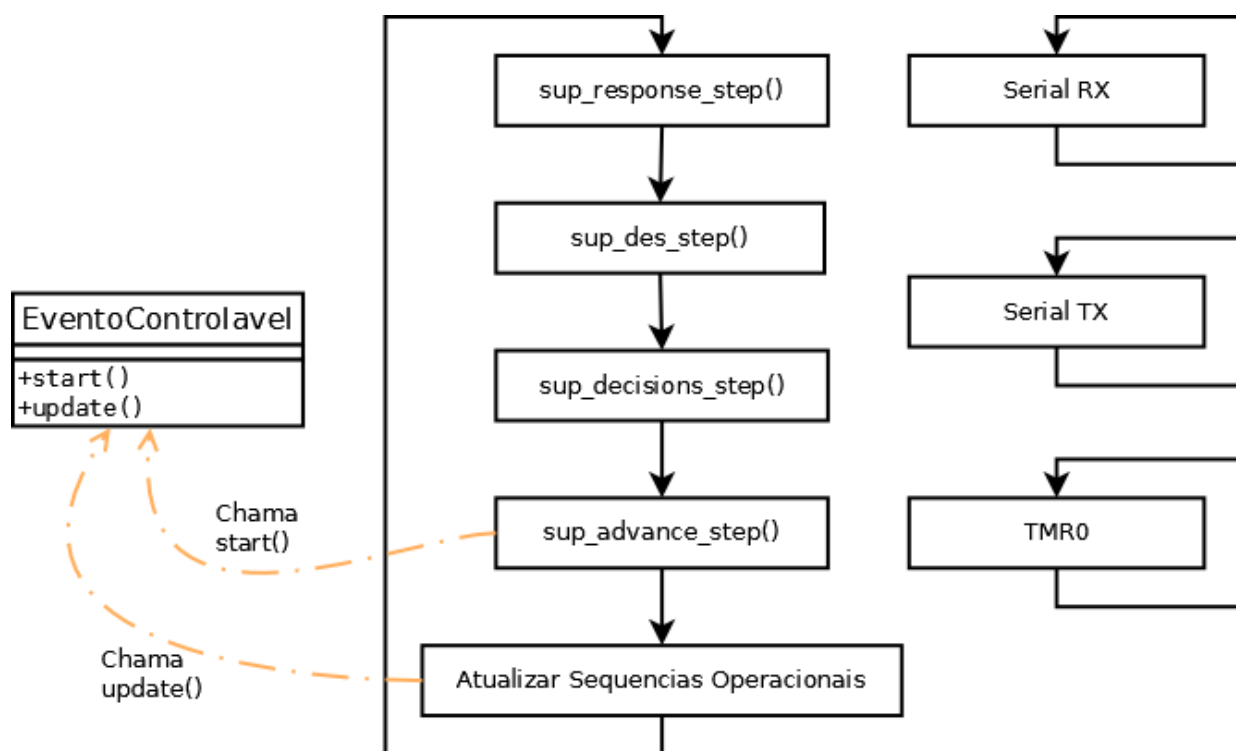 sup_response_step()
Serial RX
sup_des_step()
Serial TX
EventoControlavel
+start()
+update()
sup_decisions_step()
Chama
start()
sup_advance_step()
TMR0
Chama
update()
Atualizar Sequencias Operacionais